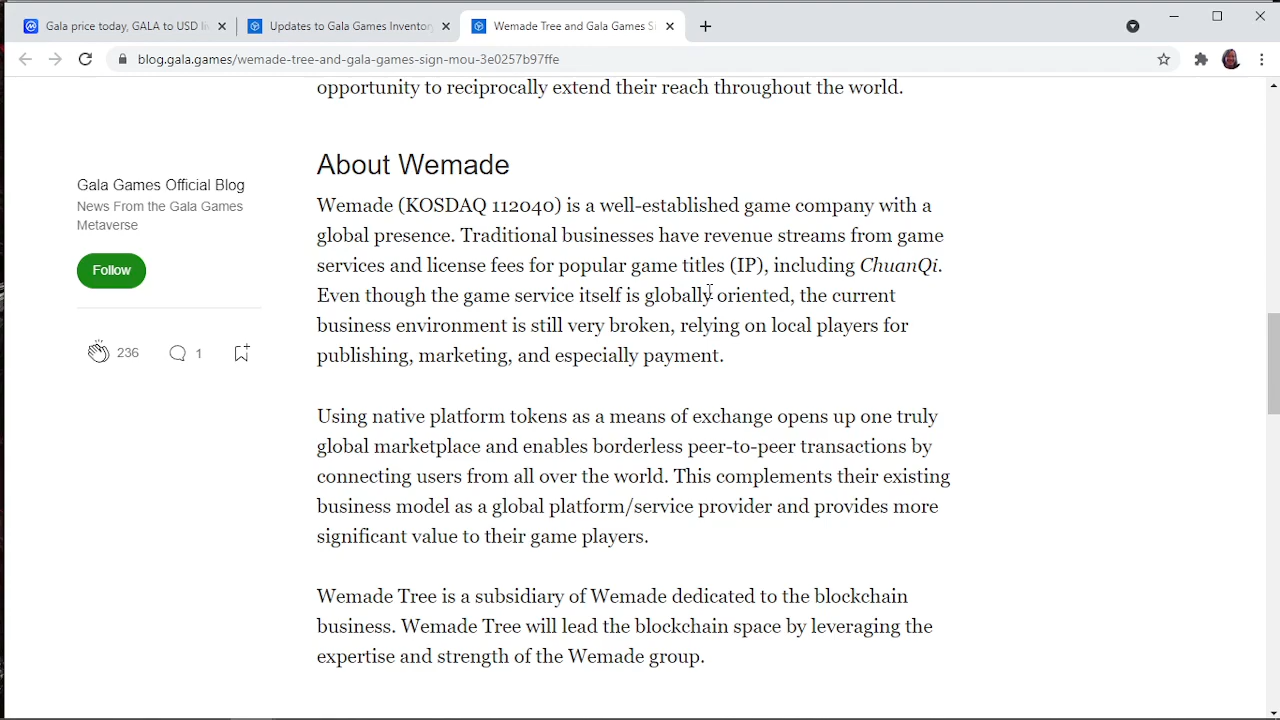 Gala price today, GALA to USD li
Updates to Gala Games Inventory
Wemade Tree and Gala Games Si
blog.gala.games/wemade-tree-and-gala-games-sign-mou-3e0257b97ffe
opportunity to reciprocally extend their reach throughout the world.
Gala Games Official Blog
News From the Gala Games
Metaverse
Follow
236
1
About Wemade
Wemade (KOSDAQ 112040) is a well-established game company with a
global presence. Traditional businesses have revenue streams from game
services and license fees for popular game titles (IP), including ChuanQi.
Even though the game service itself is globally oriented, the current
business environment is still very broken, relying on local players for
publishing, marketing, and especially payment.
Using native platform tokens as a means of exchange opens up one truly
global marketplace and enables borderless peer-to-peer transactions by
connecting users from all over the world. This complements their existing
business model as a global platform/service provider and provides more
significant value to their game players.
Wemade Tree is a subsidiary of Wemade dedicated to the blockchain
business. Wemade Tree will lead the blockchain space by leveraging the
expertise and strength of the Wemade group.